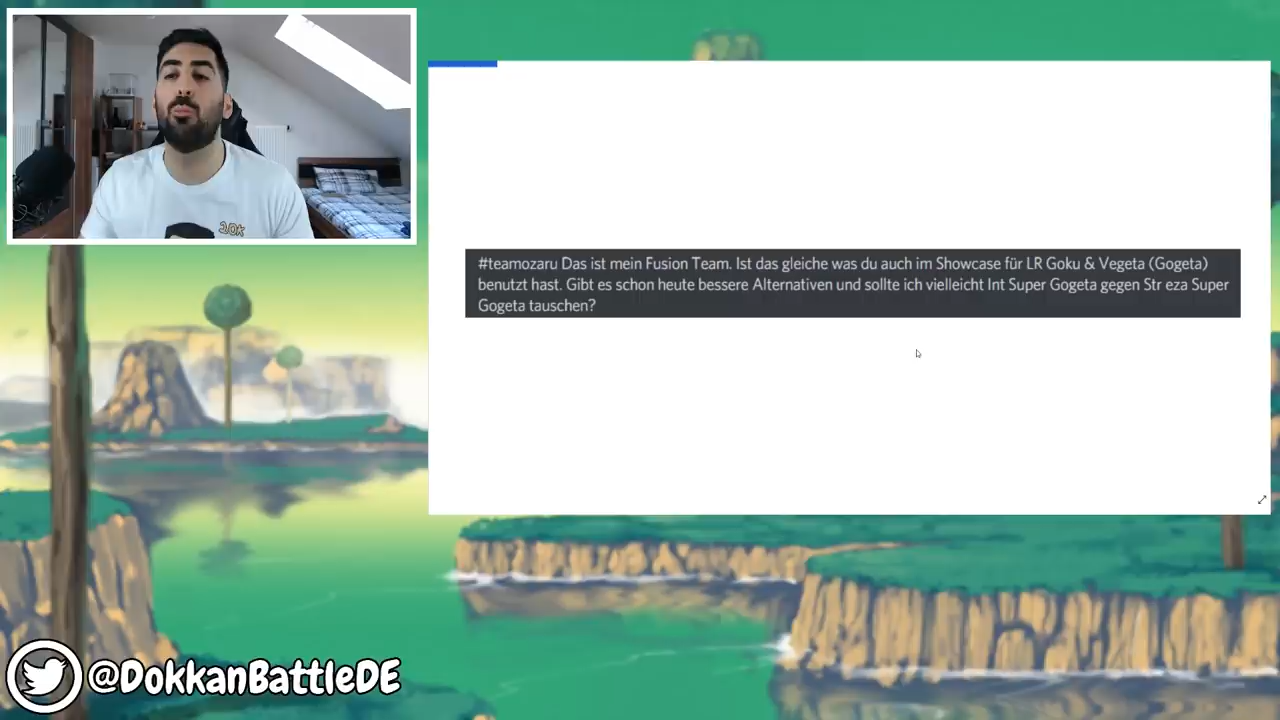 20k
#teamozaru Das ist mein Fusion Team. Ist das gleiche was du auch im Showcase für LR Goku & Vegeta (Gogeta)
benutzt hast. Gibt es schon heute bessere Alternativen und sollte ich vielleicht Int Super Gogeta gegen Str eza Super
Gogeta tauschen?
@DokkanBattleDE